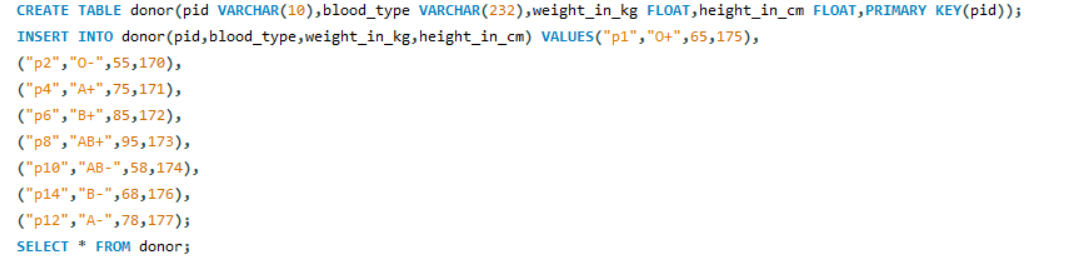 CREATE TABLE donor(pid VARCHAR(10),blood_type VARCHAR(232),weight_in_kg FLOAT,height_in_cm FLOAT,PRIMARY KEY(pid));
INSERT INTO donor(pid,blood_type,weight_in_kg,height_in_cm) VALUES("p1","O+",65,175),
("p2","O-",55,170),
("p4","A+",75,171),
("p6","B+",85,172),
("p8","AB+",95,173),
("p10","AB-",58,174),
("p14","B-",68,176),
("p12","A-",78,177);
SELECT * FROM donor;